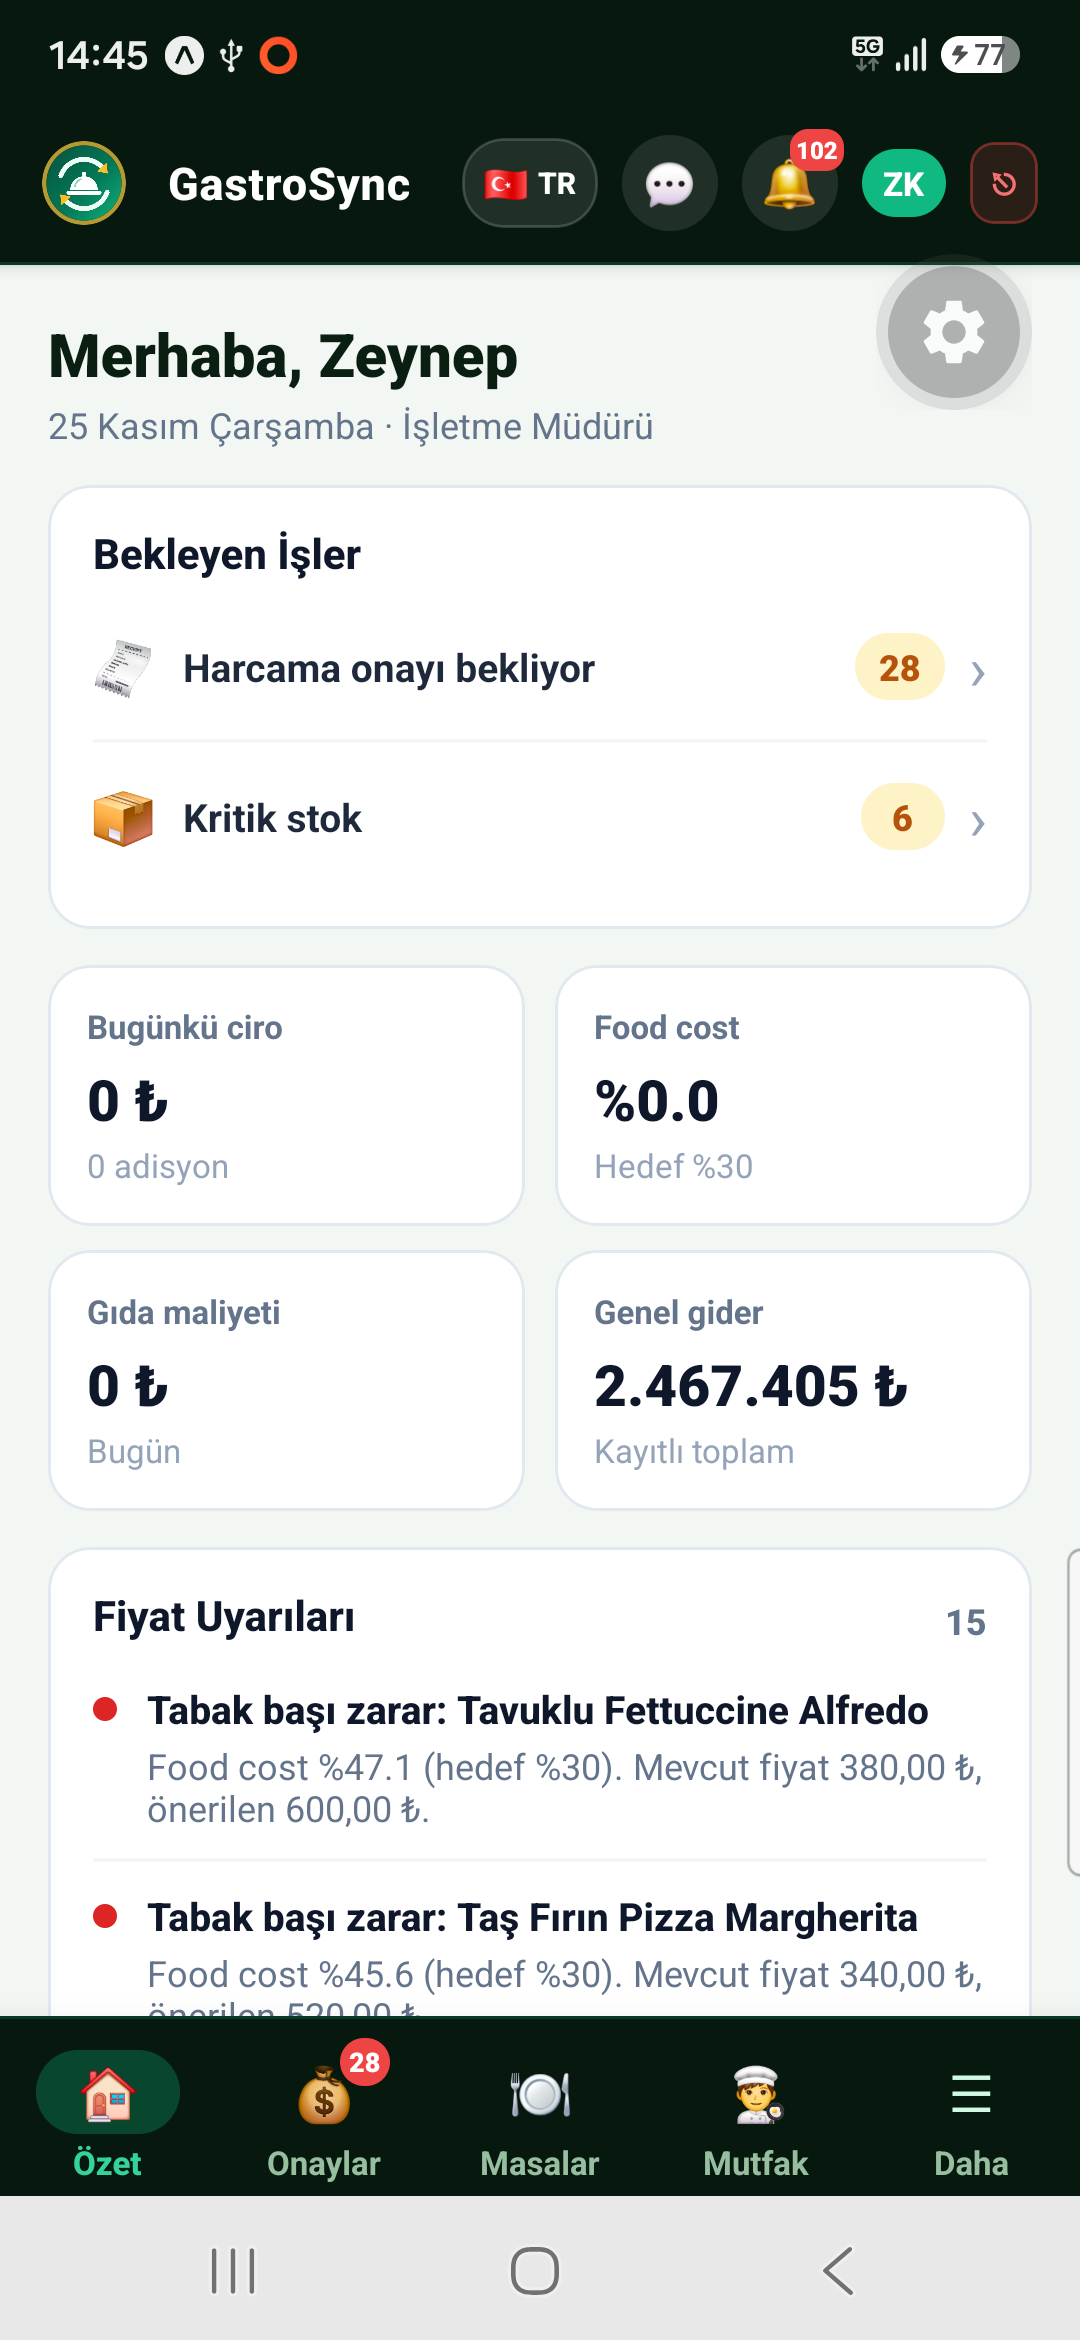 14:45
5G
77
GastroSync
TR
102
ZK
Merhaba, Zeynep
25 Kasım Çarşamba · İşletme Müdürü
Bekleyen İşler
Harcama onayı bekliyor
28
Kritik stok
6
Bugünkü ciro
0 ₺
0 adisyon
Food cost
%0.0
Hedef %30
Gıda maliyeti
0 ₺
Bugün
Genel gider
2.467.405 ₺
Kayıtlı toplam
Fiyat Uyarıları
15
Tabak başı zarar: Tavuklu Fettuccine Alfredo
Food cost %47.1 (hedef %30). Mevcut fiyat 380,00 ₺,
önerilen 600,00 ₺.
Tabak başı zarar: Taş Fırın Pizza Margherita
Food cost %45.6 (hedef %30). Mevcut fiyat 340,00 ₺,
önerilen 520,00 ₺
28
Özet
Onaylar
Masalar
Mutfak
Daha